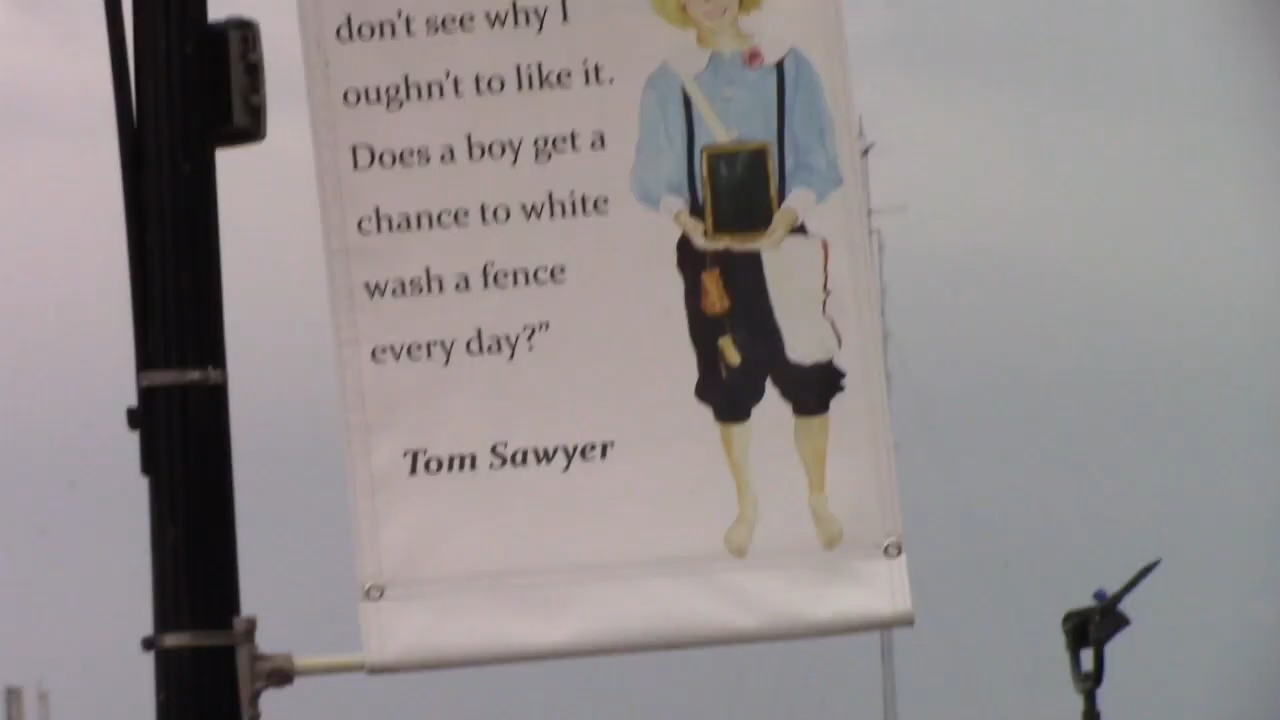 don't see why I
oughn't to like it.
Does a boy get a
chance to white
wash a fence
every day?"
Tom Sawyer